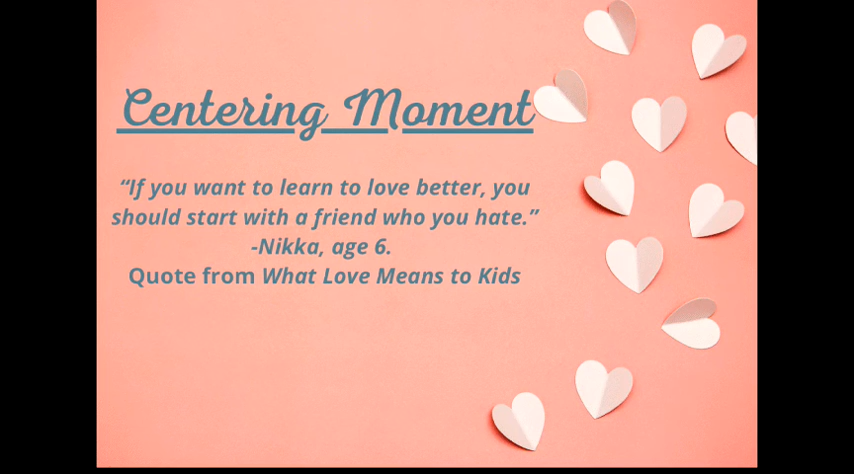 Centering Moment
“If you want to learn to love better, you
should start with a friend who you hate.”
-Nikka, age 6.
Quote from What Love Means to Kids